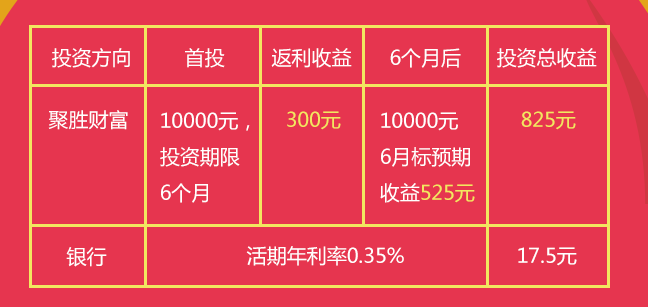 投资方向 首投 返利收益 6个月后 投资总收益
聚胜财富 10000元， 300元 10000元 825元
投资期限 6月标预期
6个月 收益525元
银行 活期年利率0.35% 17.5元